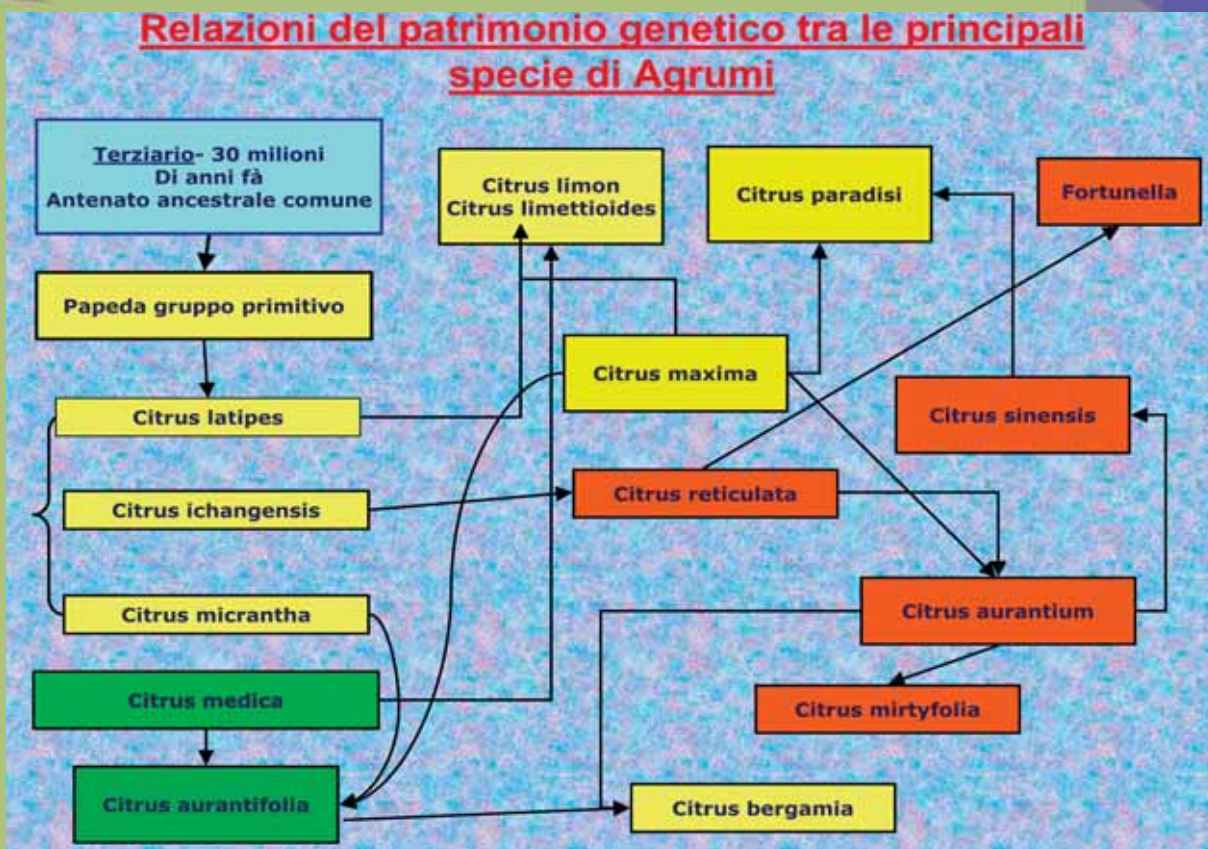 Relazioni del patrimonio genetico tra le principali
specie di Agrumi
Terziario- 30 milioni
Di anni fà
Antenato ancestrale comune
Citrus limon
Citrus limettioides
Citrus paradisi
Fortunella
Papeda gruppo primitivo
Citrus maxima
Citrus latipes
Citrus sinensis
Citrus ichangensis
Citrus reticulata
Citrus micrantha
Citrus aurantium
Citrus medica
Citrus mirtyfolia
Citrus aurantifolia
Citrus bergamia